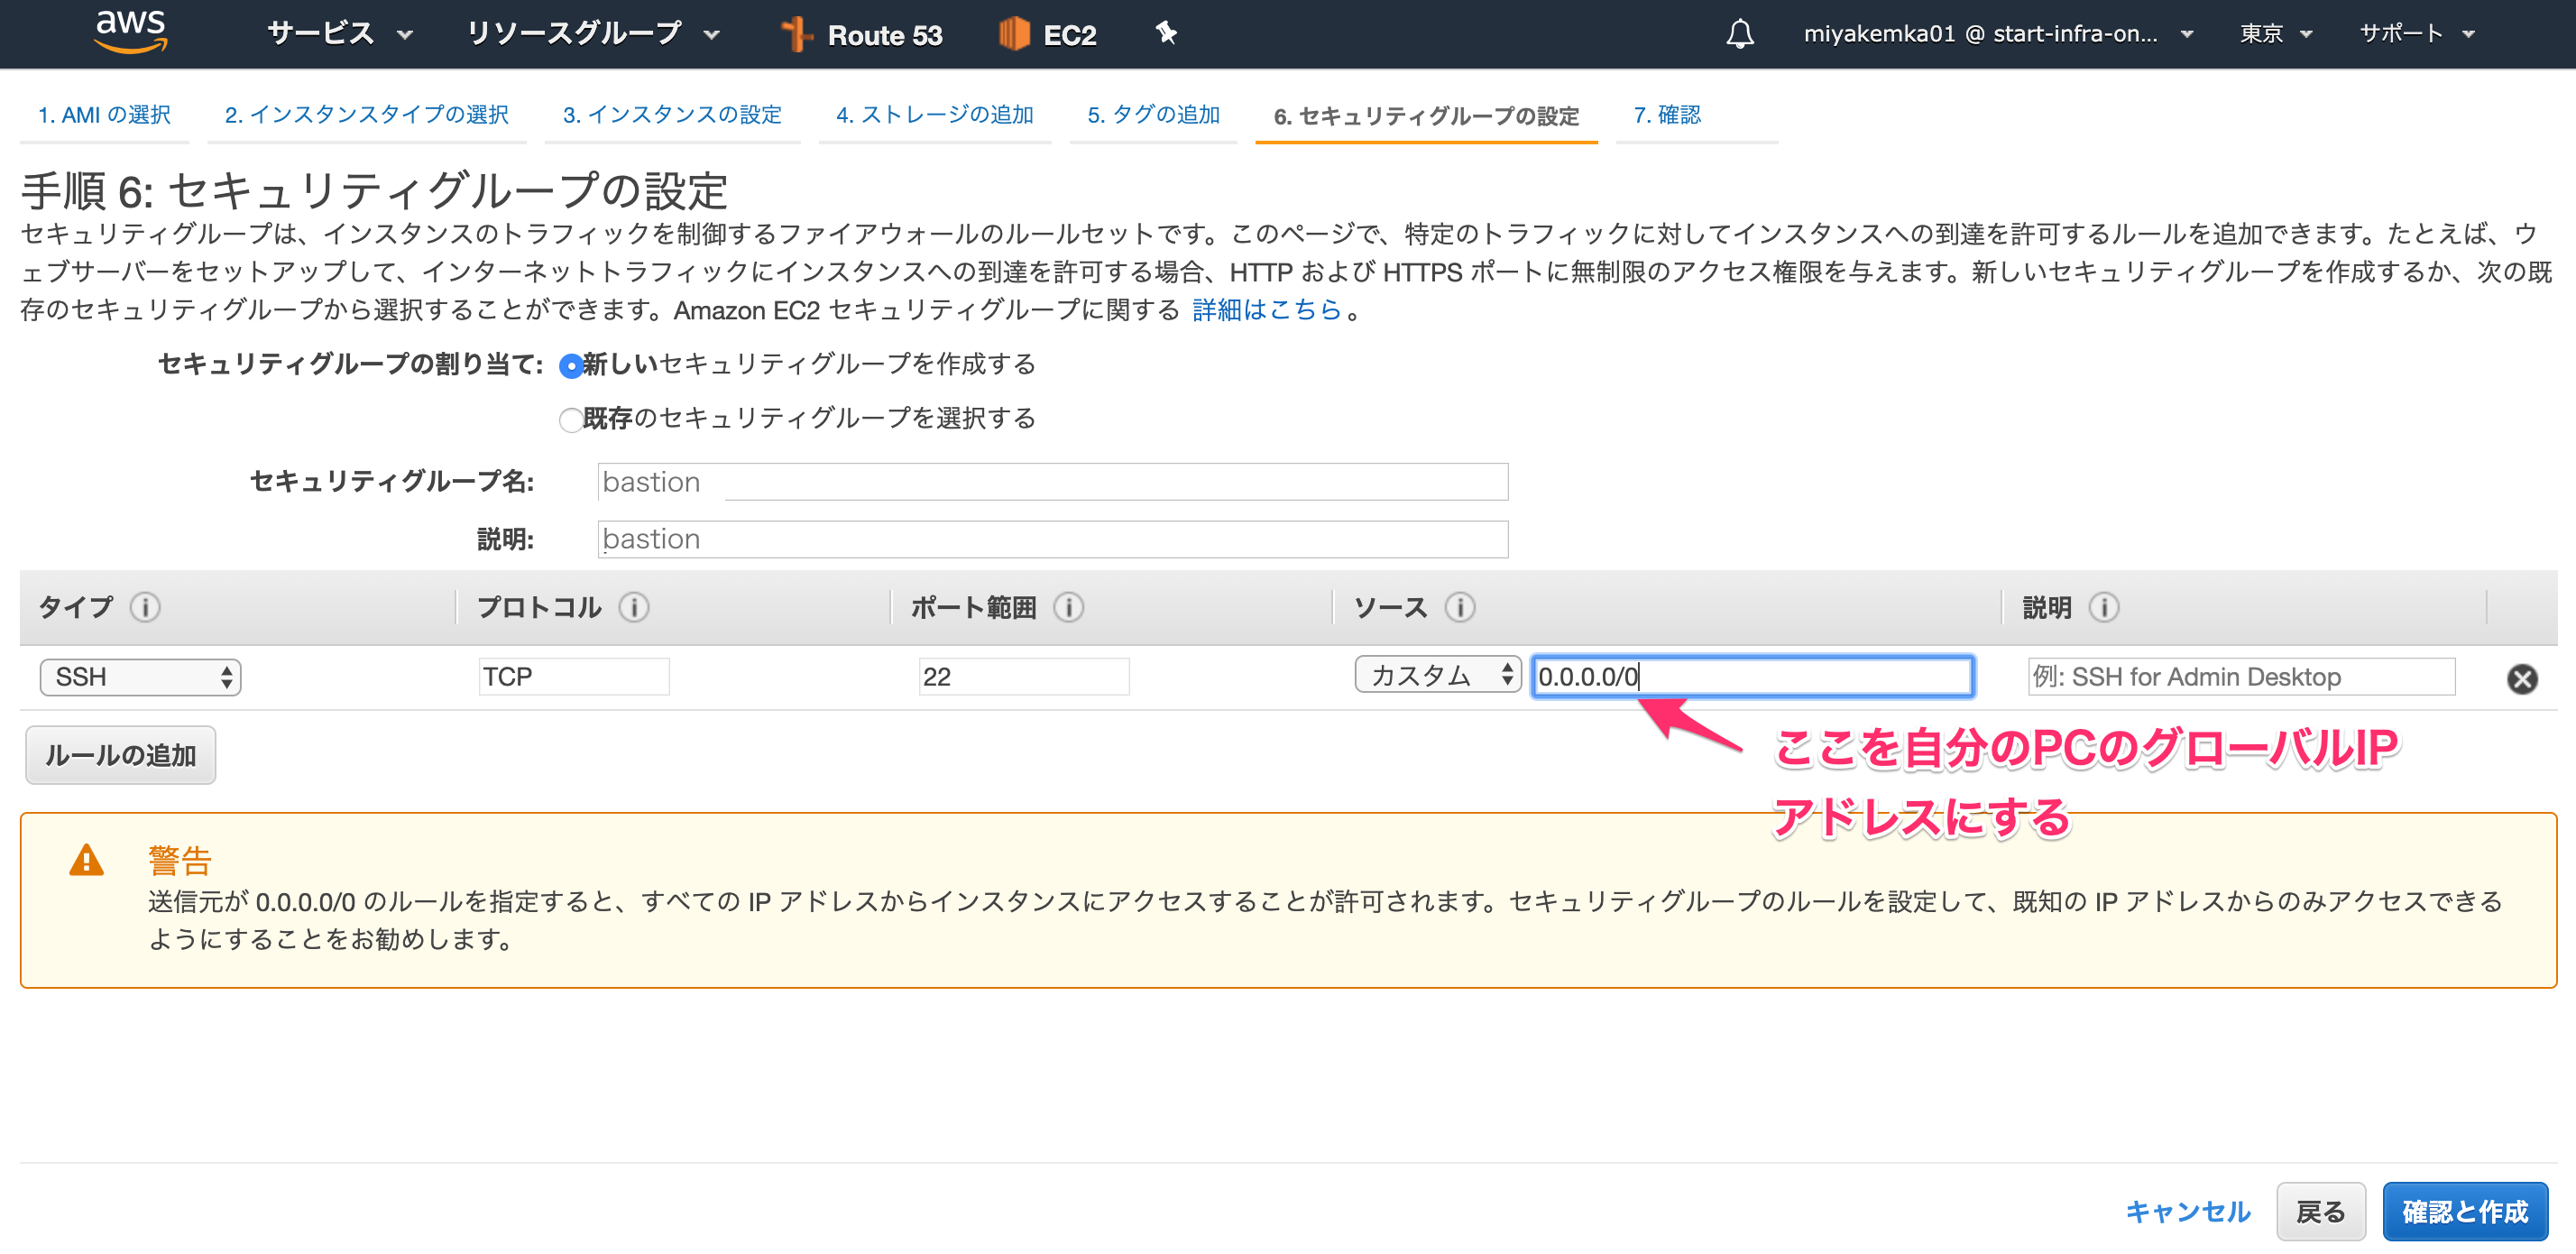 aws サービス リソースグループ Route 53 EC2 miyakemka01 @ start-infra-on... 東京 サポート
1. AMI の選択 2. インスタンスタイプの選択 3. インスタンスの設定 4. ストレージの追加 5. タグの追加 6. セキュリティグループの設定 7. 確認
手順 6: セキュリティグループの設定
セキュリティグループは、インスタンスのトラフィックを制御するファイアウォールのルールセットです。このページで、特定のトラフィックに対してインスタンスへの到達を許可するルールを追加できます。たとえば、ウ
ェブサーバーをセットアップして、インターネットトラフィックにインスタンスへの到達を許可する場合、HTTP および HTTPS ポートに無制限のアクセス権限を与えます。新しいセキュリティグループを作成するか、次の既
存のセキュリティグループから選択することができます。Amazon EC2 セキュリティグループに関する 詳細はこちら 。
セキュリティグループの割り当て: 新しいセキュリティグループを作成する
既存のセキュリティグループを選択する
セキュリティグループ名: bastion
説明: bastion
タイプ プロトコル ポート範囲 ソース 説明
SSH TCP 22 カスタム 0.0.0.0/0 例: SSH for Admin Desktop
ルールの追加
ここを自分のPCのグローバルIP
アドレスにする
警告
送信元が 0.0.0.0/0 のルールを指定すると、すべての IP アドレスからインスタンスにアクセスすることが許可されます。セキュリティグループのルールを設定して、既知の IP アドレスからのみアクセスできる
ようにすることをお勧めします。
キャンセル 戻る 確認と作成